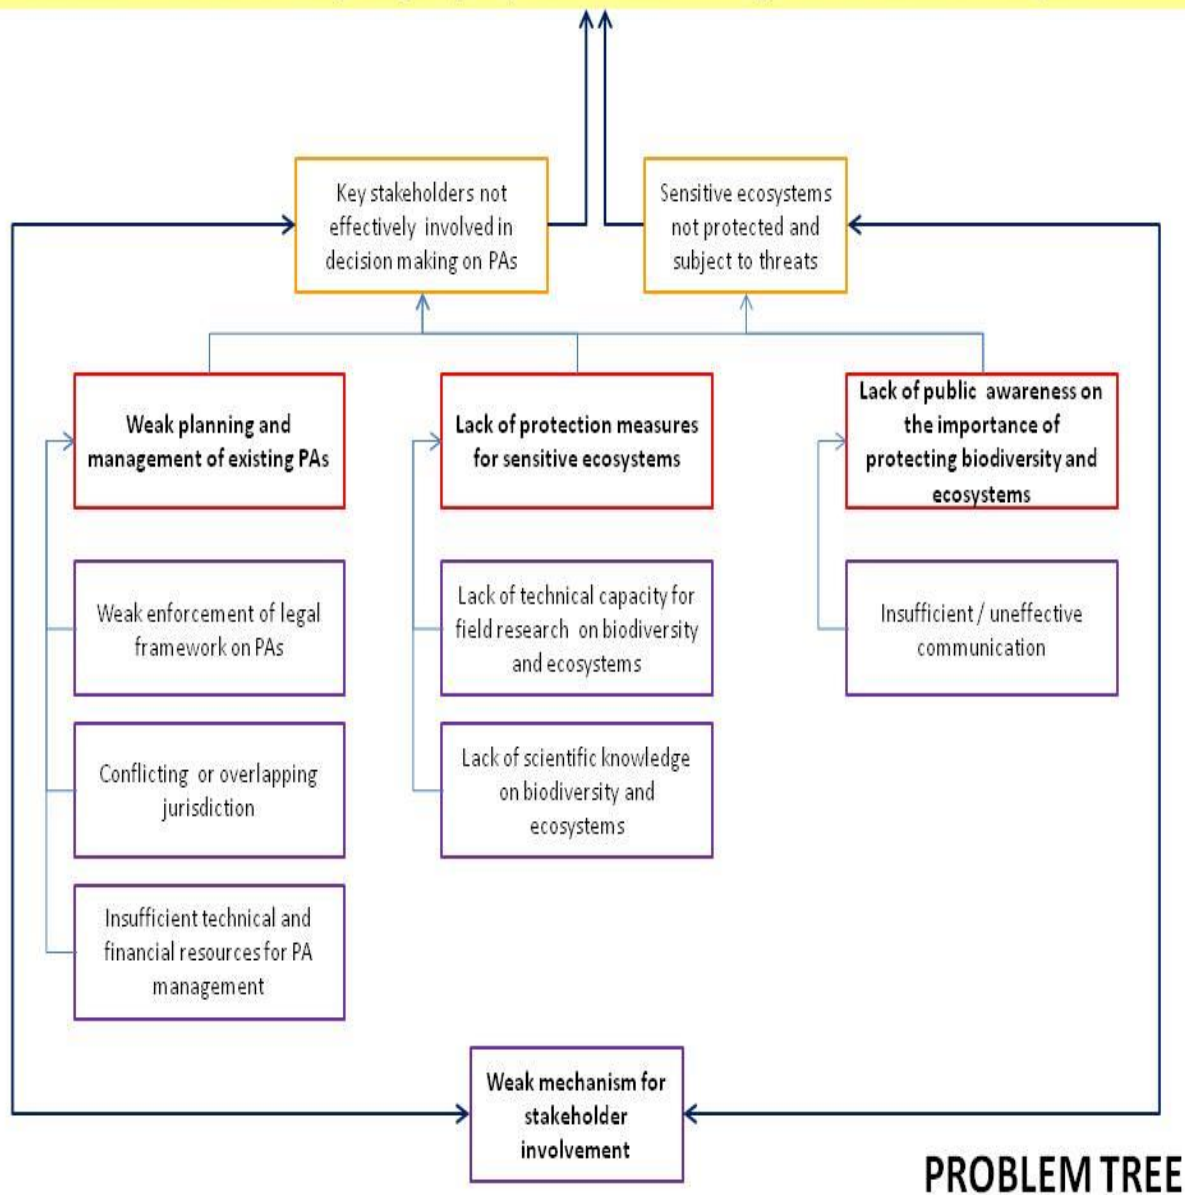 Key stakeholders not
effectively involved in
decision making on PAs
Sensitive ecosystems
not protected and
subject to threats
Weak planning and
management of existing PAs
Lack of protection measures
for sensitive ecosystems
Lack of public awareness on
the importance of
protecting biodiversity and
ecosystems
Weak enforcement of legal
framework on PAs
Lack of technical capacity for
field research on biodiversity
and ecosystems
Insufficient / uneffective
communication
Conflicting or overlapping
jurisdiction
Lack of scientific knowledge
on biodiversity and
ecosystems
Insufficient technical and
financial resources for PA
management
Weak mechanism for
stakeholder
involvement
PROBLEM TREE